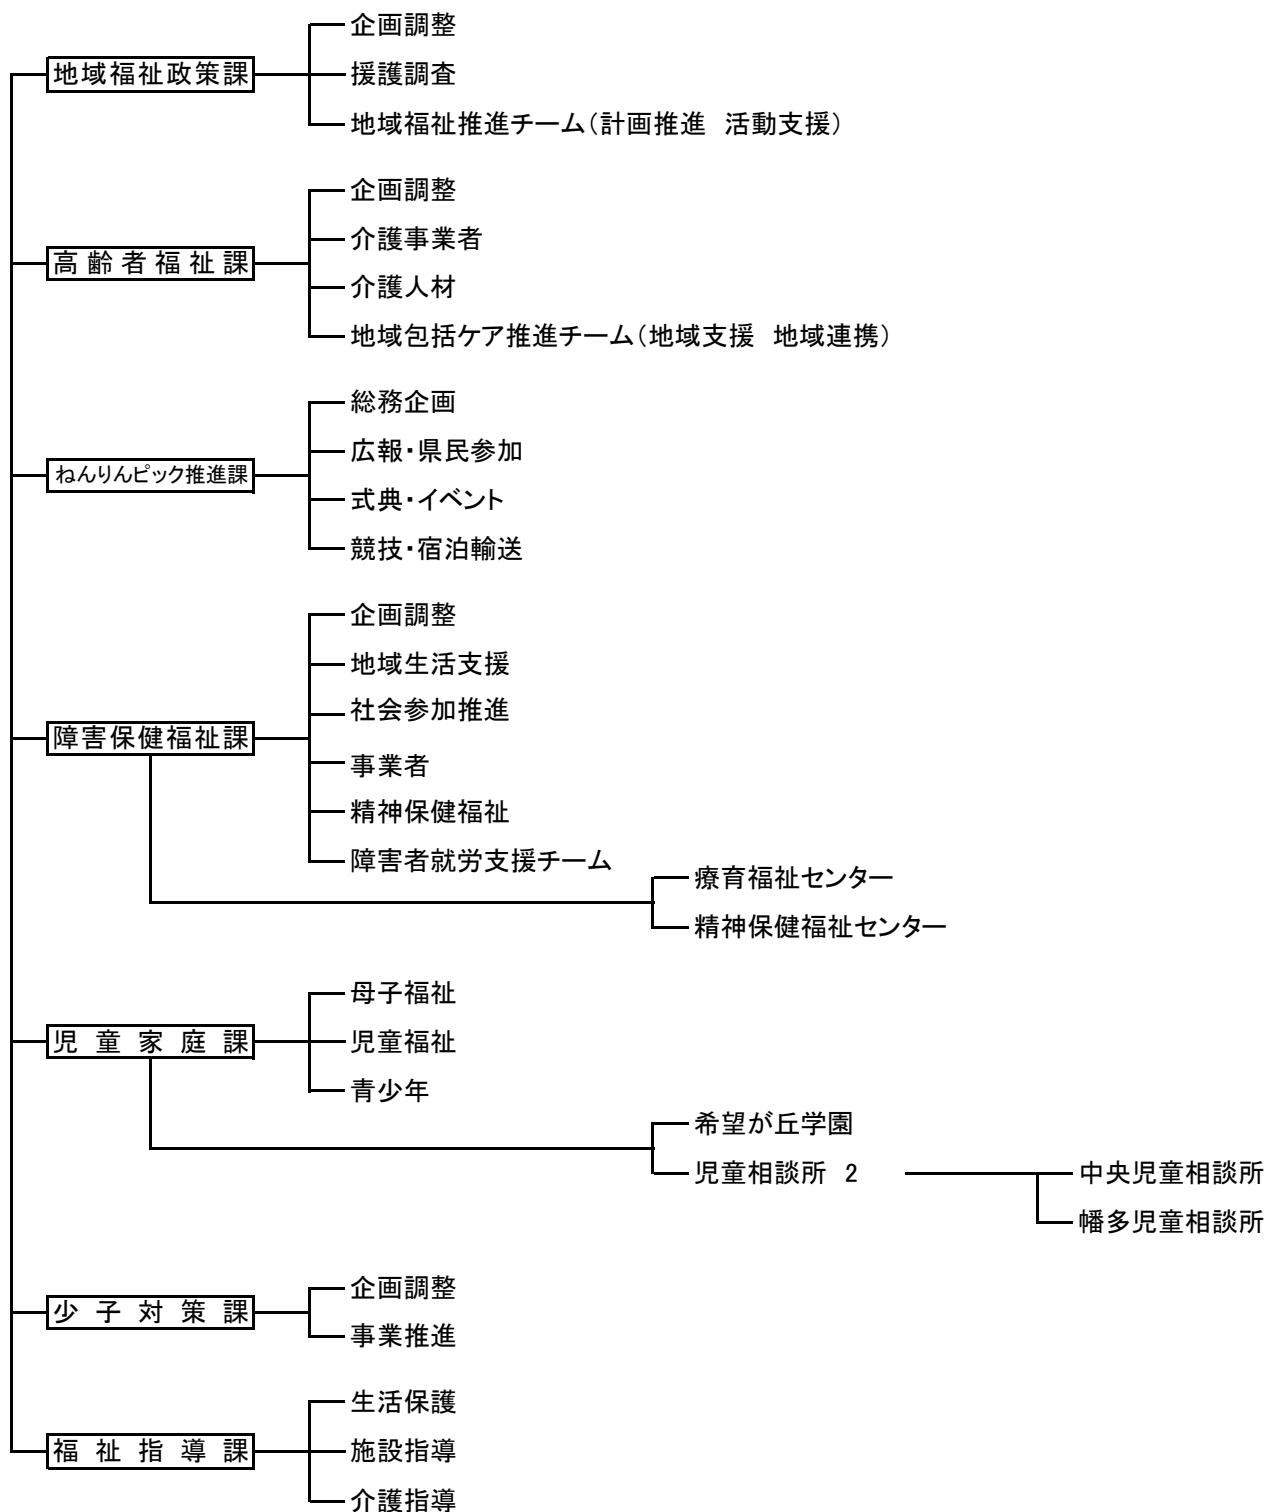 地域福祉政策課
企画調整
援護調査
地域福祉推進チーム（計画推進　活動支援）
高齢者福祉課
企画調整
介護事業者
介護人材
地域包括ケア推進チーム（地域支援　地域連携）
ねんりんピック推進課
総務企画
広報・県民参加
式典・イベント
競技・宿泊輸送
障害保健福祉課
企画調整
地域生活支援
社会参加推進
事業者
精神保健福祉
障害者就労支援チーム
療育福祉センター
精神保健福祉センター
児童家庭課
母子福祉
児童福祉
青少年
希望が丘学園
児童相談所　2
中央児童相談所
幡多児童相談所
少子対策課
企画調整
事業推進
福祉指導課
生活保護
施設指導
介護指導